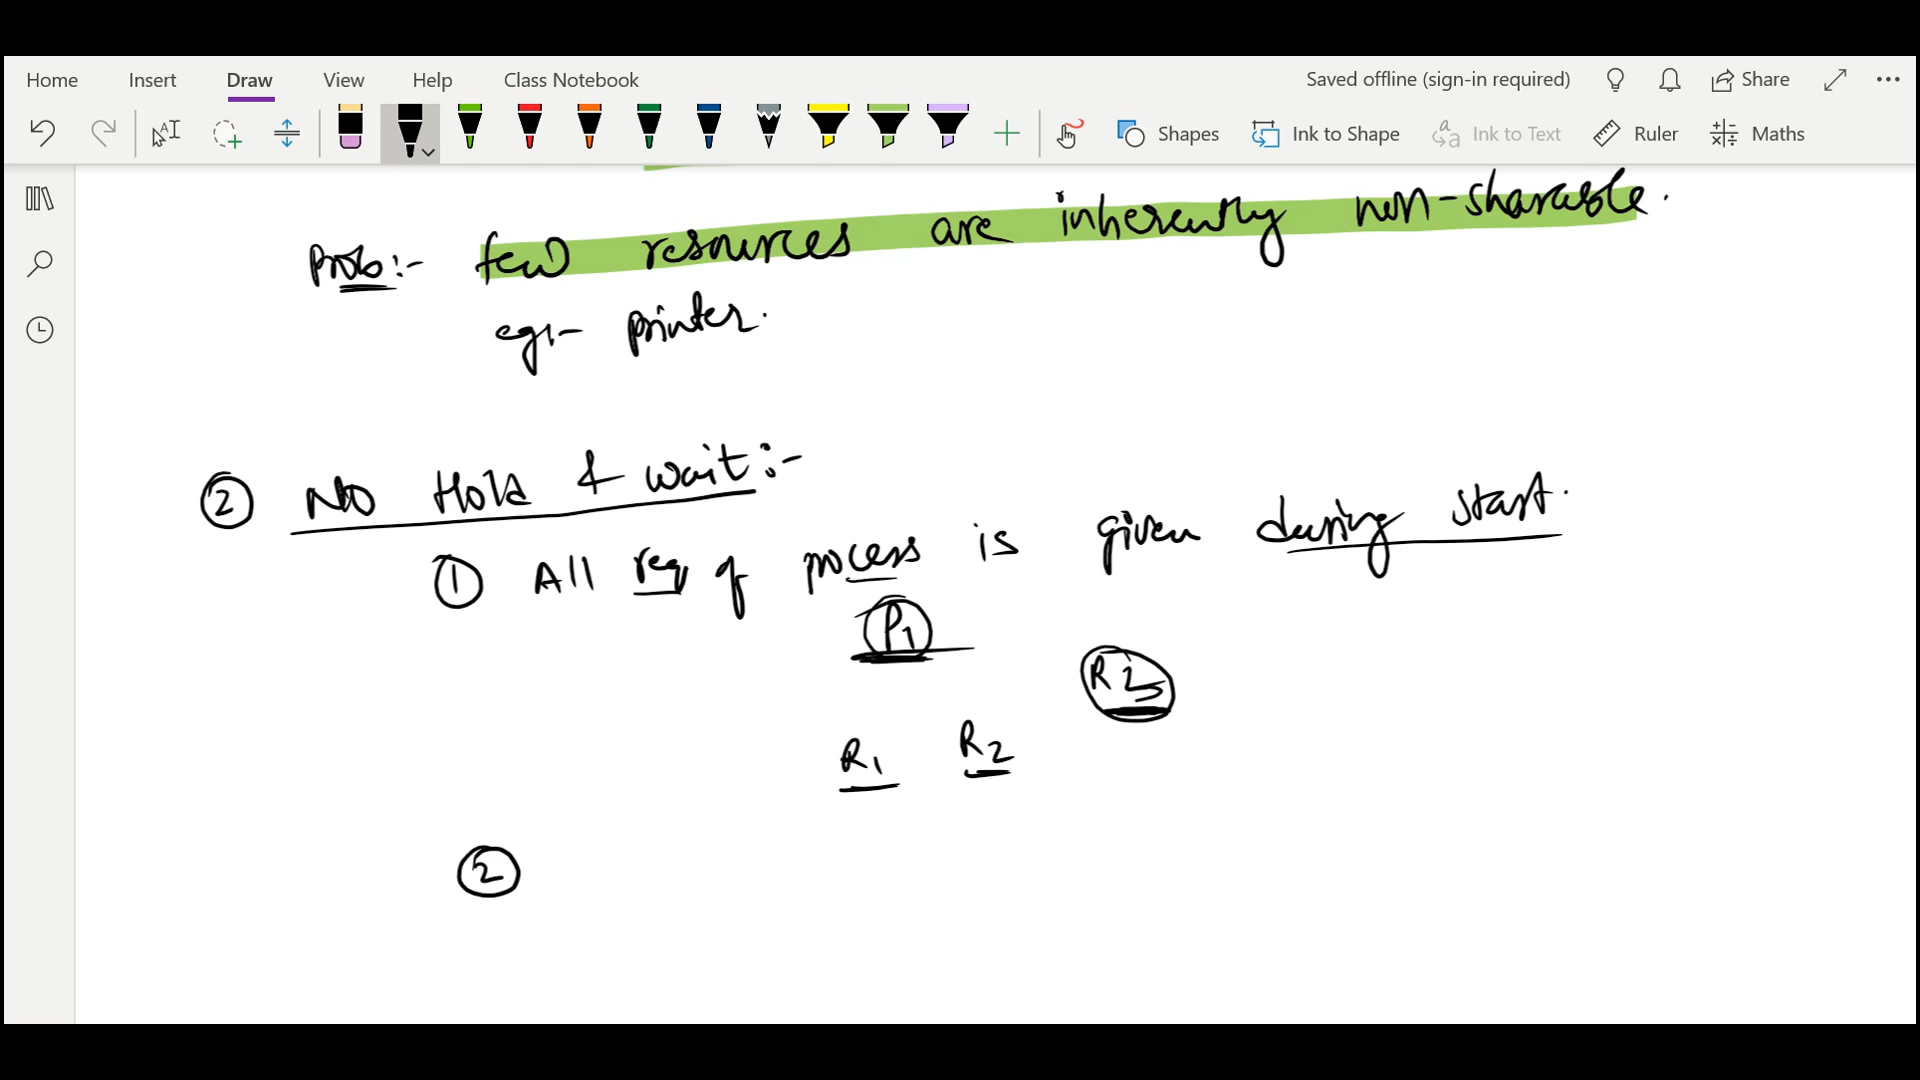 Home Insert Draw View Help Class Notebook Saved offline (sign-in required) Share
Shapes Ink to Shape Ink to Text Ruler Maths
Prob:- few resources are inherently non-sharable.
eg:- printer.
② No Hold & wait:-
① All req of process is given during start.
P1
R25
R1 R2
②